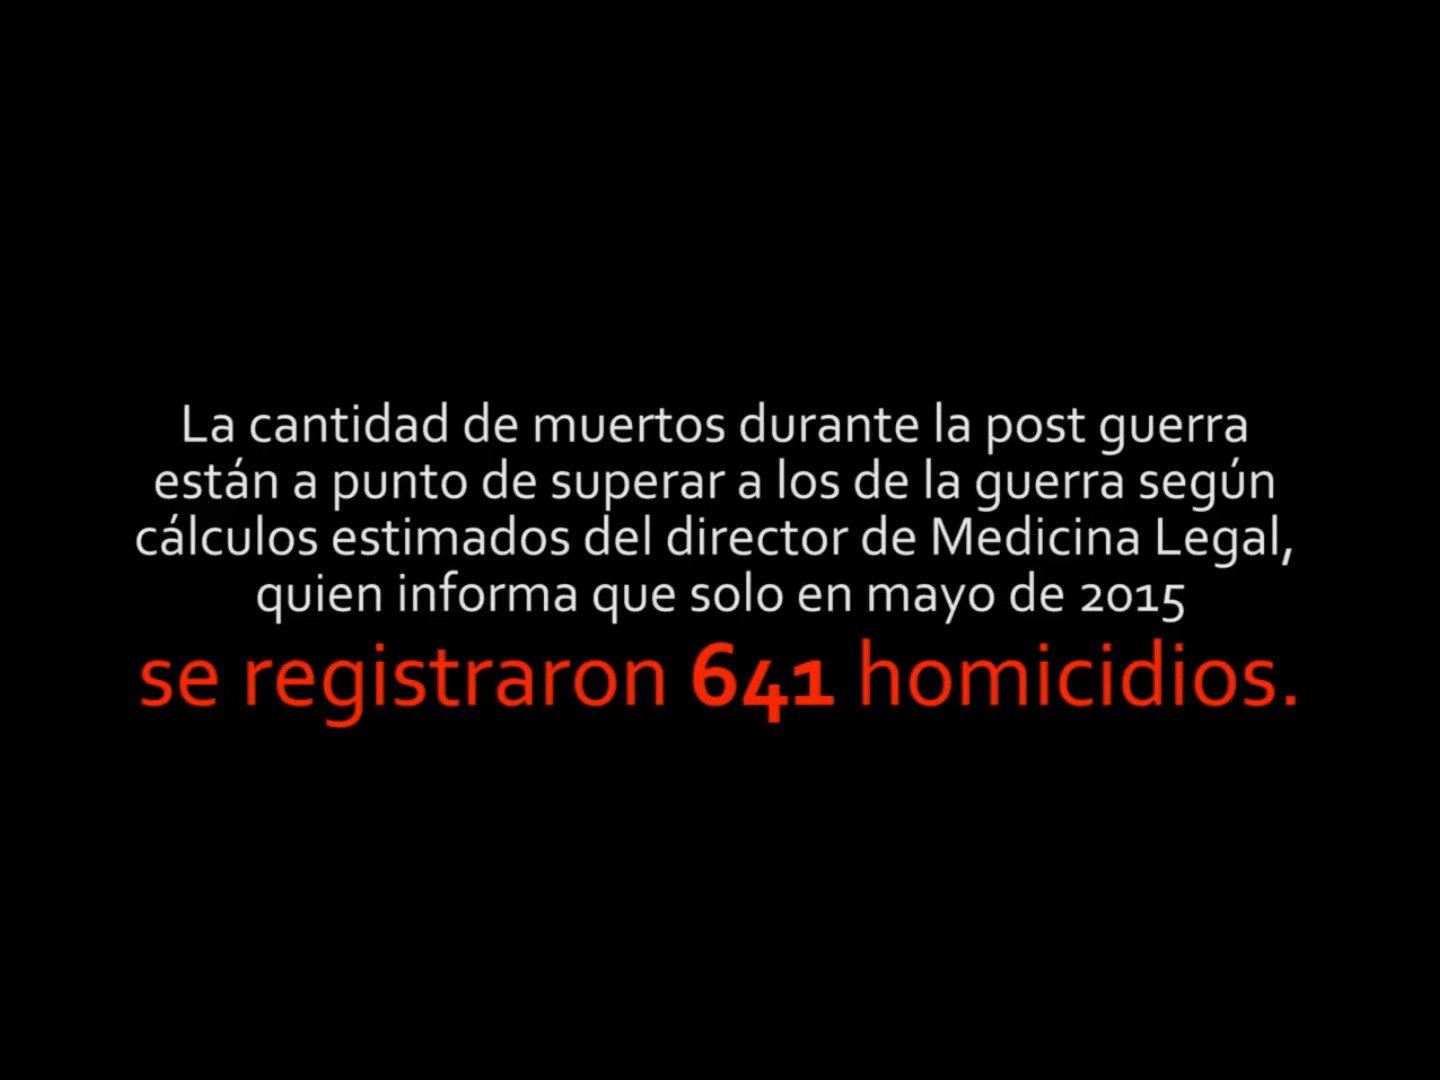 La cantidad de muertos durante la post guerra
están a punto de superar a los de la guerra según
cálculos estimados del director de Medicina Legal,
quien informa que solo en mayo de 2015
se registraron 641 homicidios.